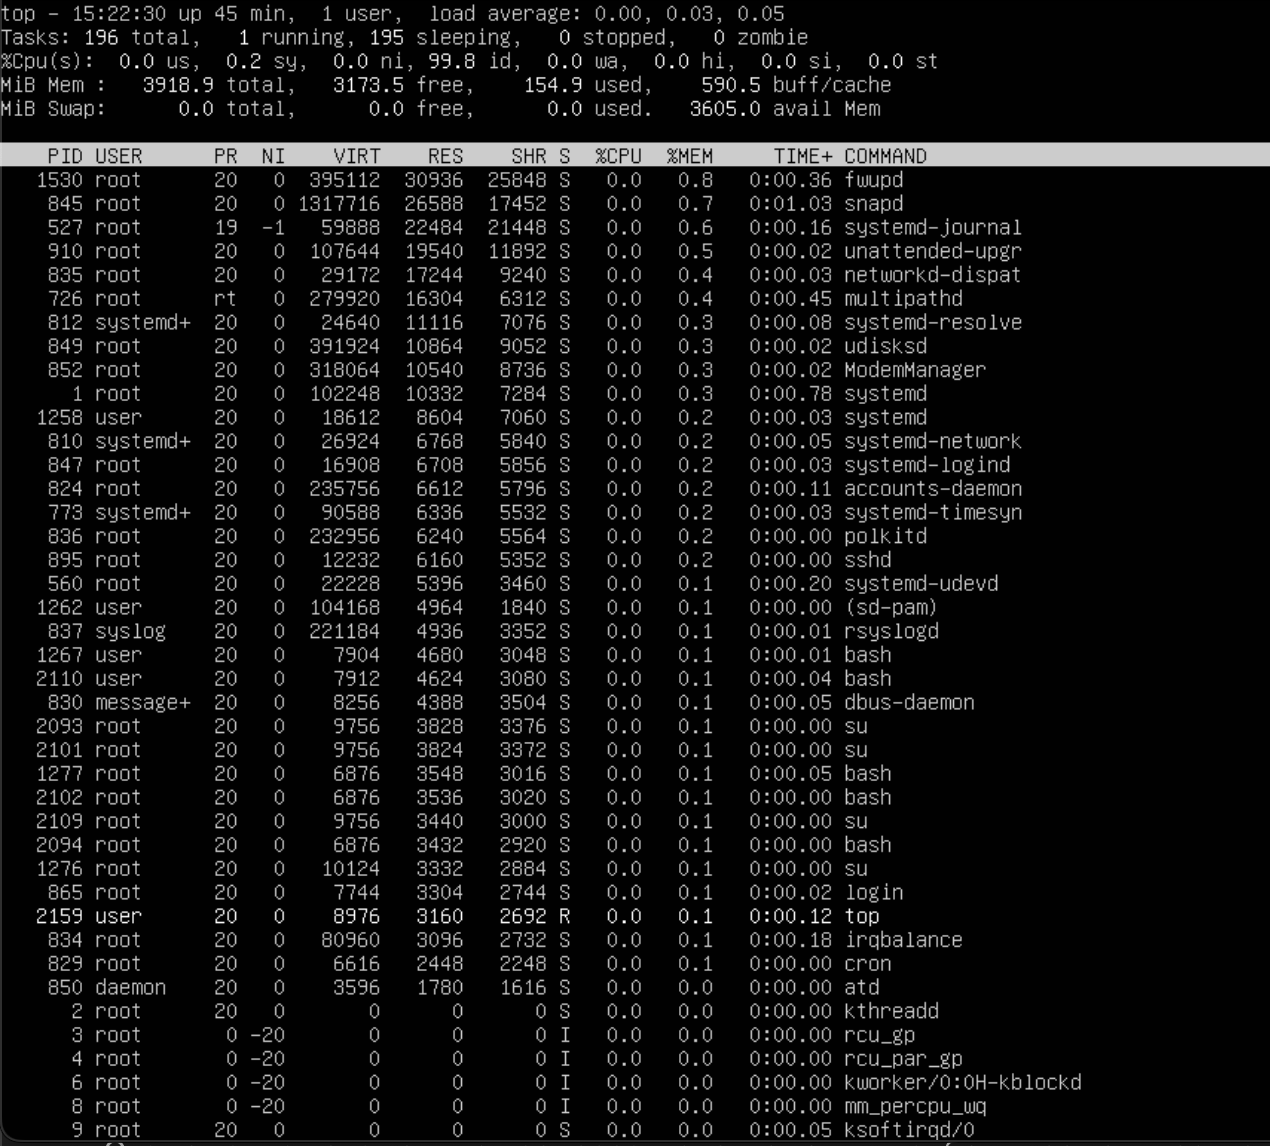 top - 15:22:30 up 45 min,  1 user,  load average: 0.00, 0.03, 0.05
Tasks: 196 total,   1 running, 195 sleeping,   0 stopped,   0 zombie
%Cpu(s):  0.0 us,  0.2 sy,  0.0 ni, 99.8 id,  0.0 wa,  0.0 hi,  0.0 si,  0.0 st
MiB Mem :   3918.9 total,   3173.5 free,    154.9 used,    590.5 buff/cache
MiB Swap:      0.0 total,      0.0 free,      0.0 used.   3605.0 avail Mem
PID USER PR NI VIRT RES SHR S %CPU %MEM TIME+ COMMAND
1530 root 20 0 395112 30936 25848 S 0.0 0.8 0:00.36 fwupd
845 root 20 0 1317716 26588 17452 S 0.0 0.7 0:01.03 snapd
527 root 19 -1 59888 22484 21448 S 0.0 0.6 0:00.16 systemd-journal
910 root 20 0 107644 19540 11892 S 0.0 0.5 0:00.02 unattended-upgr
835 root 20 0 29172 17244 9240 S 0.0 0.4 0:00.03 networkd-dispat
726 root rt 0 279920 16304 6312 S 0.0 0.4 0:00.45 multipathd
812 systemd+ 20 0 24640 11116 7076 S 0.0 0.3 0:00.08 systemd-resolve
849 root 20 0 391924 10864 9052 S 0.0 0.3 0:00.02 udisksd
852 root 20 0 318064 10540 8736 S 0.0 0.3 0:00.02 ModemManager
1 root 20 0 102248 10332 7284 S 0.0 0.3 0:00.78 systemd
1258 user 20 0 18612 8604 7060 S 0.0 0.2 0:00.03 systemd
810 systemd+ 20 0 26924 6768 5840 S 0.0 0.2 0:00.05 systemd-network
847 root 20 0 16908 6708 5856 S 0.0 0.2 0:00.03 systemd-logind
824 root 20 0 235756 6612 5796 S 0.0 0.2 0:00.11 accounts-daemon
773 systemd+ 20 0 90588 6336 5532 S 0.0 0.2 0:00.03 systemd-timesyn
836 root 20 0 232956 6240 5564 S 0.0 0.2 0:00.00 polkitd
895 root 20 0 12232 6160 5352 S 0.0 0.2 0:00.00 sshd
560 root 20 0 22228 5396 3460 S 0.0 0.1 0:00.20 systemd-udevd
1262 user 20 0 104168 4964 1840 S 0.0 0.1 0:00.00 (sd-pam)
837 syslog 20 0 221184 4936 3352 S 0.0 0.1 0:00.01 rsyslogd
1267 user 20 0 7904 4680 3048 S 0.0 0.1 0:00.01 bash
2110 user 20 0 7912 4624 3080 S 0.0 0.1 0:00.04 bash
830 message+ 20 0 8256 4388 3504 S 0.0 0.1 0:00.05 dbus-daemon
2093 root 20 0 9756 3828 3376 S 0.0 0.1 0:00.00 su
2101 root 20 0 9756 3824 3372 S 0.0 0.1 0:00.00 su
1277 root 20 0 6876 3548 3016 S 0.0 0.1 0:00.05 bash
2102 root 20 0 6876 3536 3020 S 0.0 0.1 0:00.00 bash
2109 root 20 0 9756 3440 3000 S 0.0 0.1 0:00.00 su
2094 root 20 0 6876 3432 2920 S 0.0 0.1 0:00.00 bash
1276 root 20 0 10124 3332 2884 S 0.0 0.1 0:00.00 su
865 root 20 0 7744 3304 2744 S 0.0 0.1 0:00.02 login
2159 user 20 0 8976 3160 2692 R 0.0 0.1 0:00.12 top
834 root 20 0 80960 3096 2732 S 0.0 0.1 0:00.18 irqbalance
829 root 20 0 6616 2448 2248 S 0.0 0.1 0:00.00 cron
850 daemon 20 0 3596 1780 1616 S 0.0 0.0 0:00.00 atd
2 root 20 0 0 0 0 S 0.0 0.0 0:00.00 kthreadd
3 root 0 -20 0 0 0 I 0.0 0.0 0:00.00 rcu_gp
4 root 0 -20 0 0 0 I 0.0 0.0 0:00.00 rcu_par_gp
6 root 0 -20 0 0 0 I 0.0 0.0 0:00.00 kworker/0:0H-kblockd
8 root 0 -20 0 0 0 I 0.0 0.0 0:00.00 mm_percpu_wq
9 root 20 0 0 0 0 S 0.0 0.0 0:00.05 ksoftirqd/0